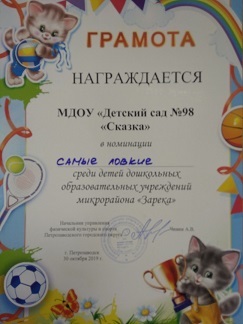 ГРАМОТА
НАГРАЖДАЕТСЯ
МДОУ «Детский сад №98
«Сказка»
в номинации
САМЫЕ ЛОВКИЕ
среди детей дошкольных
образовательных учреждений
микрорайона «Зарека»
Начальник управления
физической культуры и спорта
Петрозаводского городского округа
г. Петрозаводск